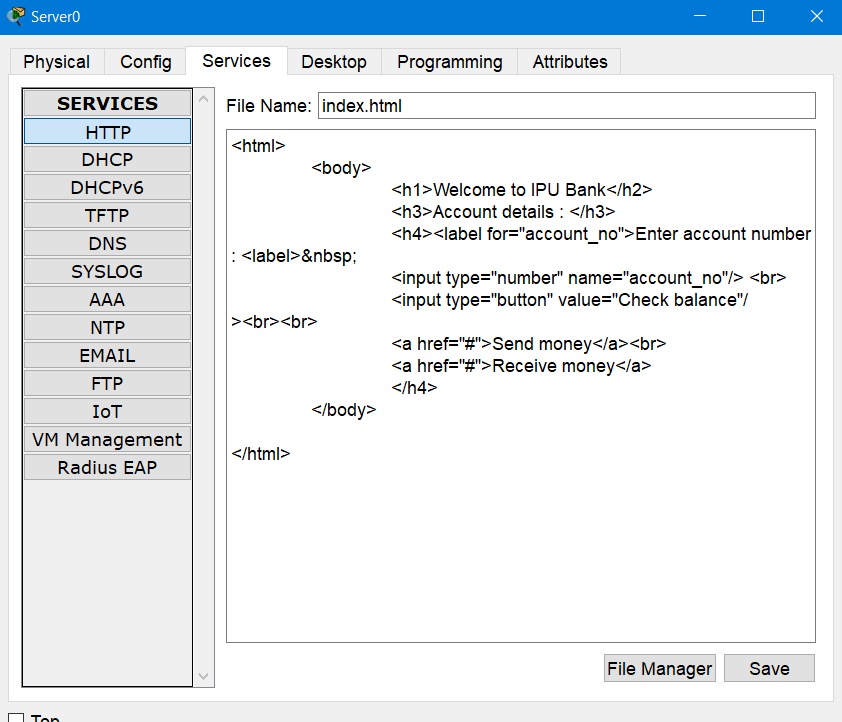 Server0
Physical Config Services Desktop Programming Attributes
SERVICES
HTTP
DHCP
DHCPv6
TFTP
DNS
SYSLOG
AAA
NTP
EMAIL
FTP
IoT
VM Management
Radius EAP
File Name: index.html
<html>
<body>
<h1>Welcome to IPU Bank</h2>
<h3>Account details : </h3>
<h4><label for="account_no">Enter account number
: <label>&nbsp;
<input type="number" name="account_no"/> <br>
<input type="button" value="Check balance"/
><br><br>
<a href="#">Send money</a><br>
<a href="#">Receive money</a>
</h4>
</body>
</html>
File Manager Save
Top